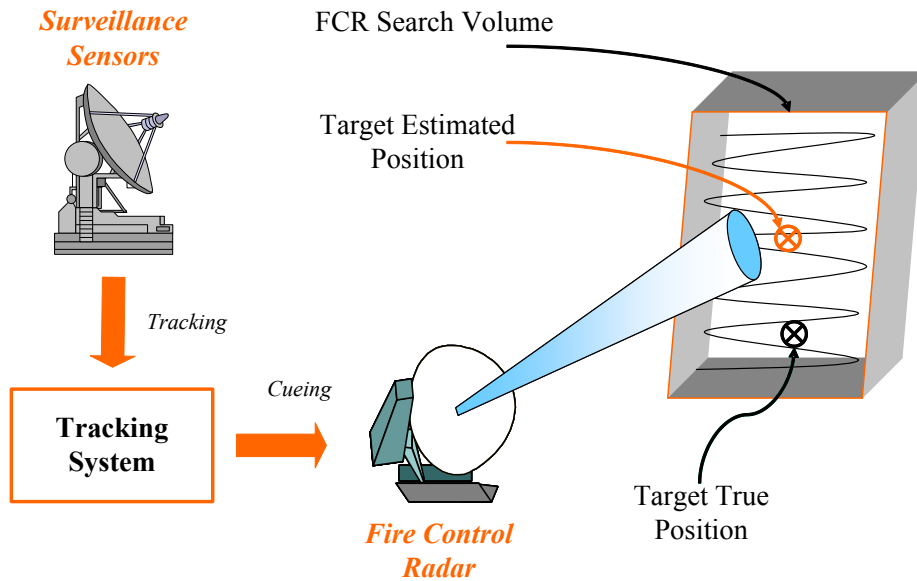 Surveillance
Sensors
FCR Search Volume
Target Estimated
Position
Tracking
Cueing
Tracking
System
Target True
Position
Fire Control
Radar